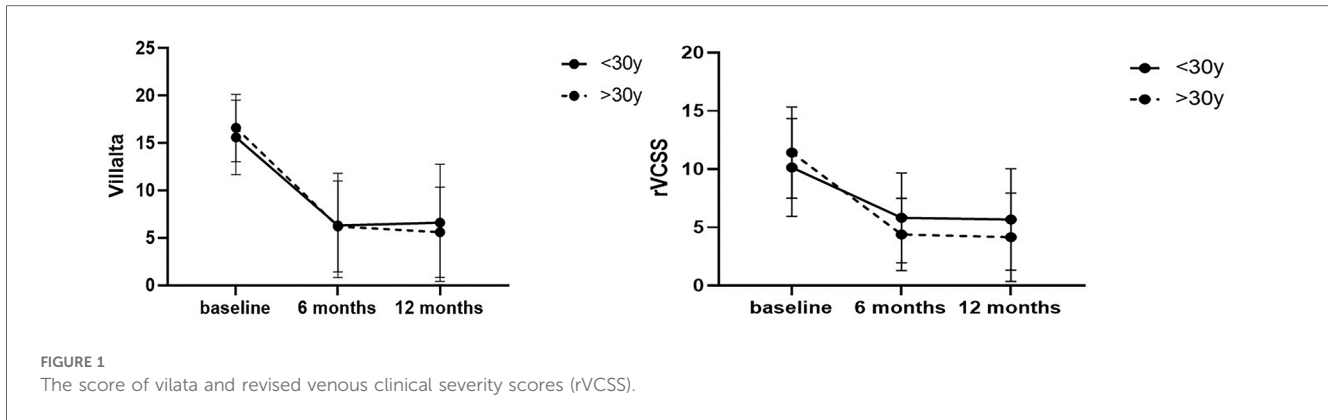 25
20
15
10
5
0
Villalta
baseline 6 months 12 months
<30y
>30y
20
15
10
5
0
rVCSS
baseline 6 months 12 months
<30y
>30y
FIGURE 1
The score of vilata and revised venous clinical severity scores (rVCSS).